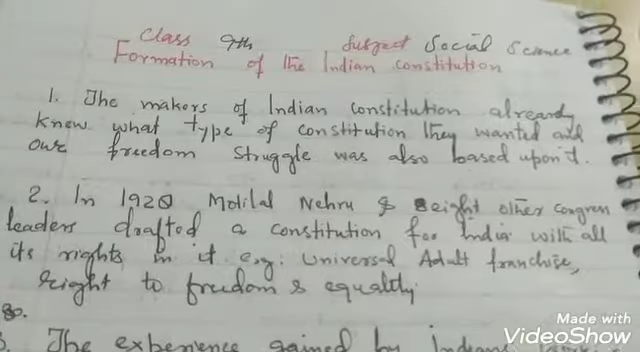 Class 9th Subject Social Science
Formation of the Indian constitution
1. The makers of Indian constitution already
knew what type of constitution they wanted and
our freedom struggle was also based upon it.
2. In 1928 Motilal Nehru & eight other congress
leaders drafted a constitution for India with all
its rights in it e.g: Universal Adult franchise,
Right to freedom & equality
so.
3. The experience gained by Indians
Made with
VideoShow